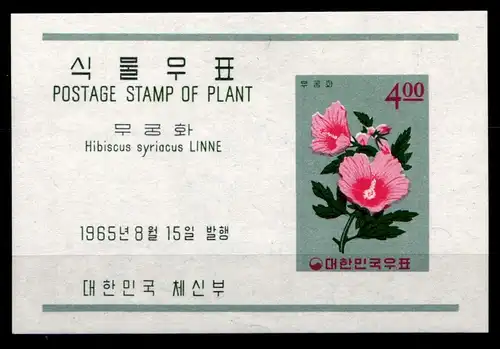 식물우표
POSTAGE STAMP OF PLANT
무궁화
Hibiscus syriacus LINNE
1965년 8월 15일 발행
대한민국 체신부
무궁화
4.00
대한민국우표